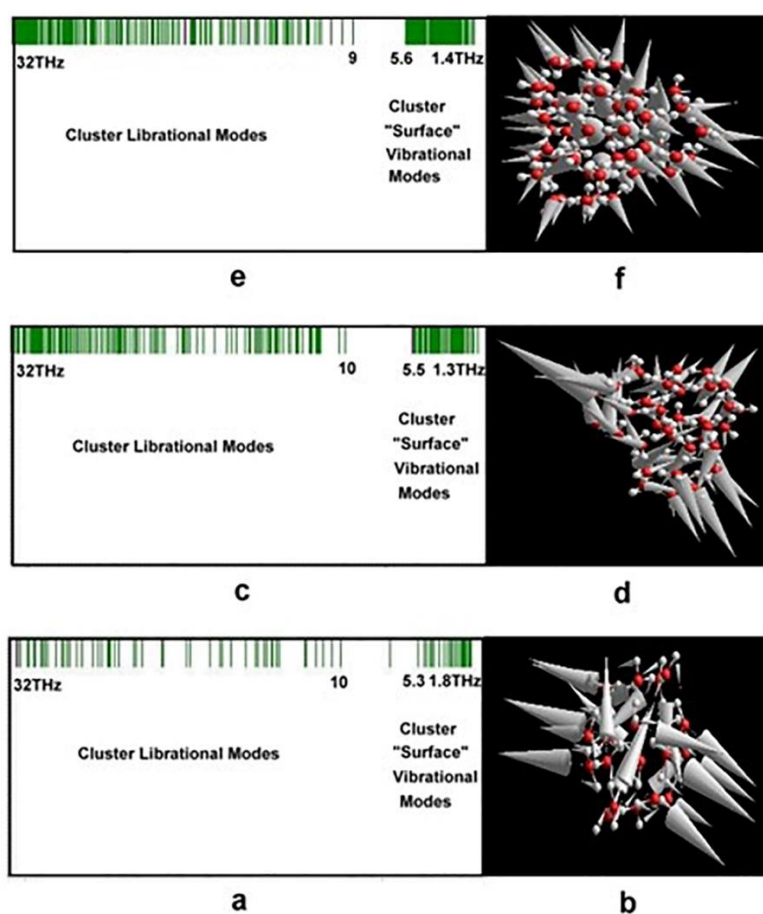 32THz 9 5.6 1.4THz
Cluster Librational Modes
Cluster
"Surface"
Vibrational
Modes
e f
32THz 10 5.5 1.3THz
Cluster Librational Modes
Cluster
"Surface"
Vibrational
Modes
c d
32THz 10 5.3 1.8THz
Cluster Librational Modes
Cluster
"Surface"
Vibrational
Modes
a b